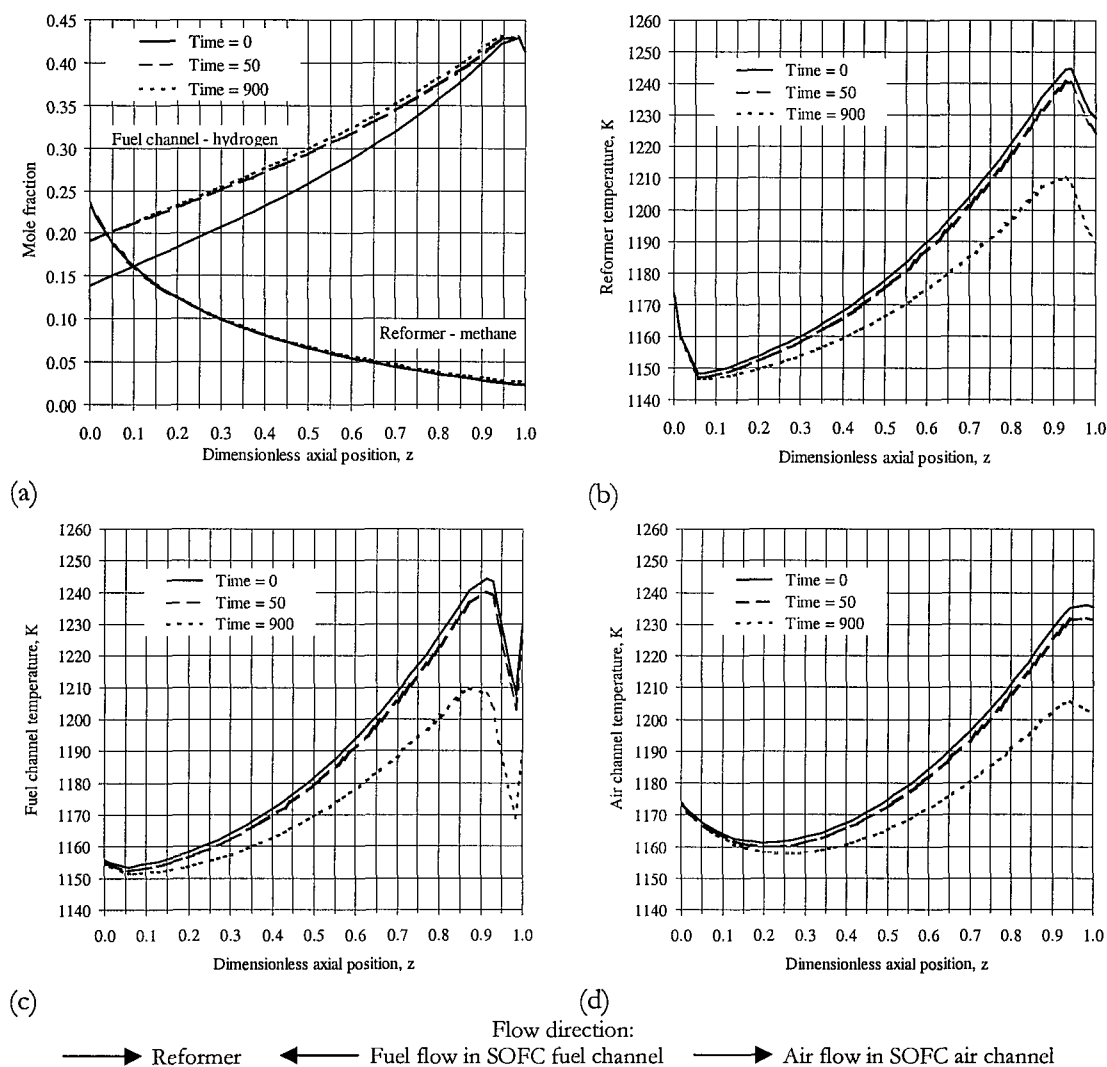 0.45
0.40
0.35
0.30
0.25
0.20
0.15
0.10
0.05
0.00
Mole fraction
Time = 0
Time = 50
Time = 900
Fuel channel - hydrogen
Reformer - methane
0.0 0.1 0.2 0.3 0.4 0.5 0.6 0.7 0.8 0.9 1.0
Dimensionless axial position, z
(a)
1260
1250
1240
1230
1220
1210
1200
1190
1180
1170
1160
1150
1140
Reformer temperature, K
Time = 0
Time = 50
Time = 900
0.0 0.1 0.2 0.3 0.4 0.5 0.6 0.7 0.8 0.9 1.0
Dimensionless axial position, z
(b)
1260
1250
1240
1230
1220
1210
1200
1190
1180
1170
1160
1150
1140
Fuel channel temperature, K
Time = 0
Time = 50
Time = 900
0.0 0.1 0.2 0.3 0.4 0.5 0.6 0.7 0.8 0.9 1.0
Dimensionless axial position, z
(c)
1260
1250
1240
1230
1220
1210
1200
1190
1180
1170
1160
1150
1140
Air channel temperature, K
Time = 0
Time = 50
Time = 900
0.0 0.1 0.2 0.3 0.4 0.5 0.6 0.7 0.8 0.9 1.0
Dimensionless axial position, z
(d)
Flow direction:
Reformer Fuel flow in SOFC fuel channel Air flow in SOFC air channel